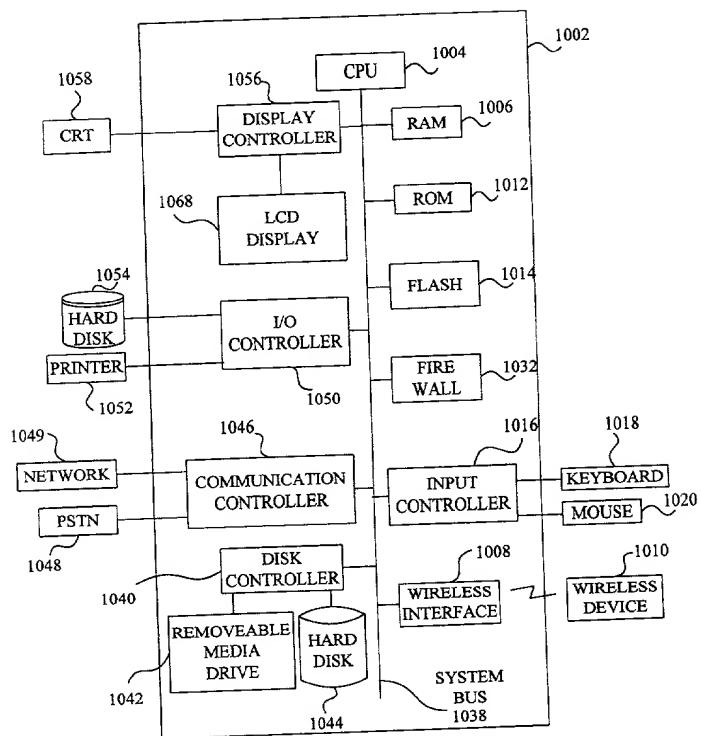 1002
1004
CPU
1058
1056
CRT
DISPLAY
CONTROLLER
RAM
1006
1068
LCD
DISPLAY
ROM
1012
1054
HARD
DISK
FLASH
1014
I/O
CONTROLLER
PRINTER
1052
1050
FIRE
WALL
1032
1049
1046
1016
1018
NETWORK
COMMUNICATION
CONTROLLER
INPUT
CONTROLLER
KEYBOARD
PSTN
MOUSE
1020
1048
DISK
CONTROLLER
1040
1008
1010
WIRELESS
INTERFACE
WIRELESS
DEVICE
REMOVEABLE
MEDIA
DRIVE
HARD
DISK
1042
1044
SYSTEM
BUS
1038